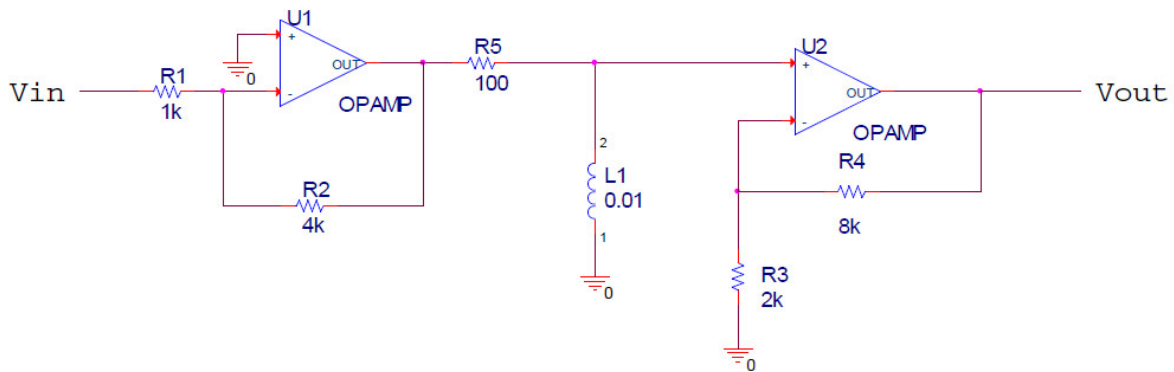 U1
+
OUT
-
OPAMP
0
Vin
R1
1k
R2
4k
R5
100
2
L1
0.01
1
0
U2
+
OUT
-
OPAMP
Vout
R4
8k
R3
2k
0